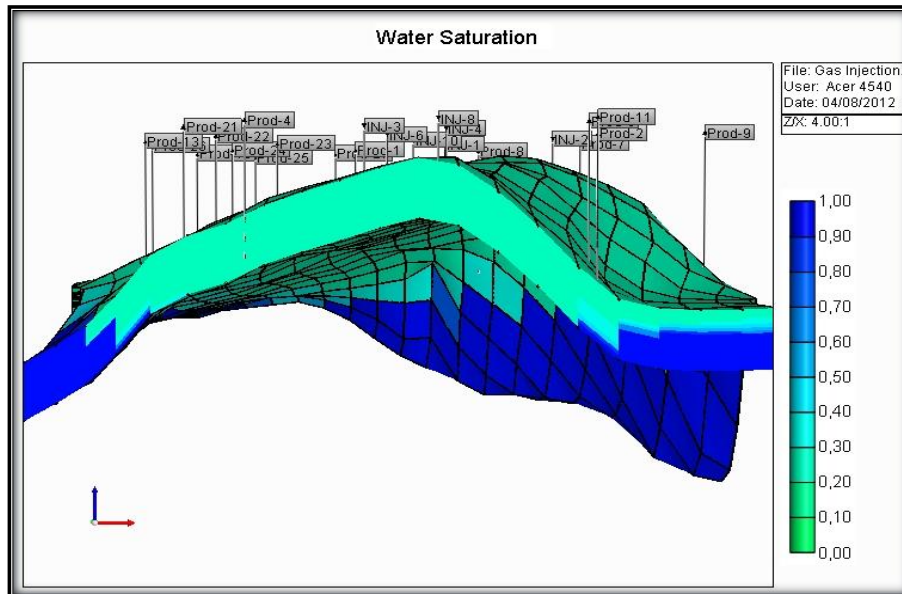 Water Saturation
File: Gas Injection
User: Acer 4540
Date: 04/08/2012
Z/X: 4.00:1
Prod-4
Prod-21
Prod-13
Prod-22
Prod-25
Prod-23
Prod-1
INJ-3
INJ-6
INJ-8
INJ-4
INJ-1
Prod-8
INJ-2
Prod-7
Prod-11
Prod-2
Prod-9
1,00
0,90
0,80
0,70
0,60
0,50
0,40
0,30
0,20
0,10
0,00